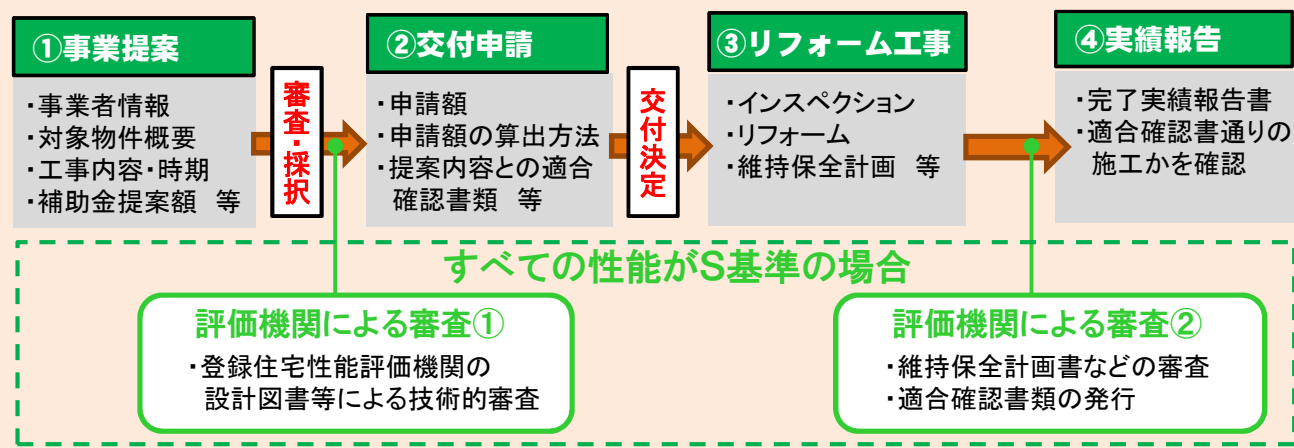 ①事業提案
・事業者情報
・対象物件概要
・工事内容・時期
・補助金提案額　等
審査・採択
②交付申請
・申請額
・申請額の算出方法
・提案内容との適合
確認書類　等
交付決定
③リフォーム工事
・インスペクション
・リフォーム
・維持保全計画　等
④実績報告
・完了実績報告書
・適合確認書通りの
施工かを確認
すべての性能がS基準の場合
評価機関による審査①
・登録住宅性能評価機関の
設計図書等による技術的審査
評価機関による審査②
・維持保全計画書などの審査
・適合確認書類の発行